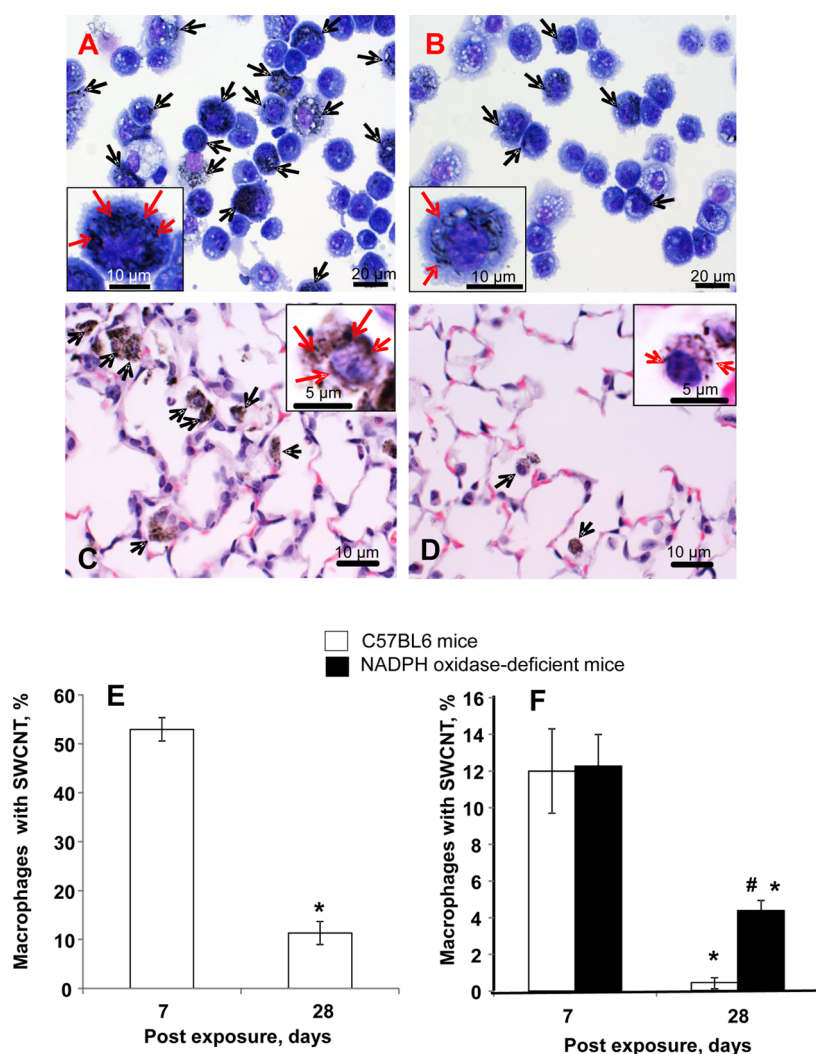 A
B
10 µm
20 µm
10 µm
20 µm
5 µm
5 µm
C
10 µm
D
10 µm
C57BL6 mice
NADPH oxidase-deficient mice
E
Macrophages with SWCNT, %
60
50
40
30
20
10
0
*
7
28
Post exposure, days
F
Macrophages with SWCNT, %
16
14
12
10
8
6
4
2
0
*
# *
7
28
Post exposure, days